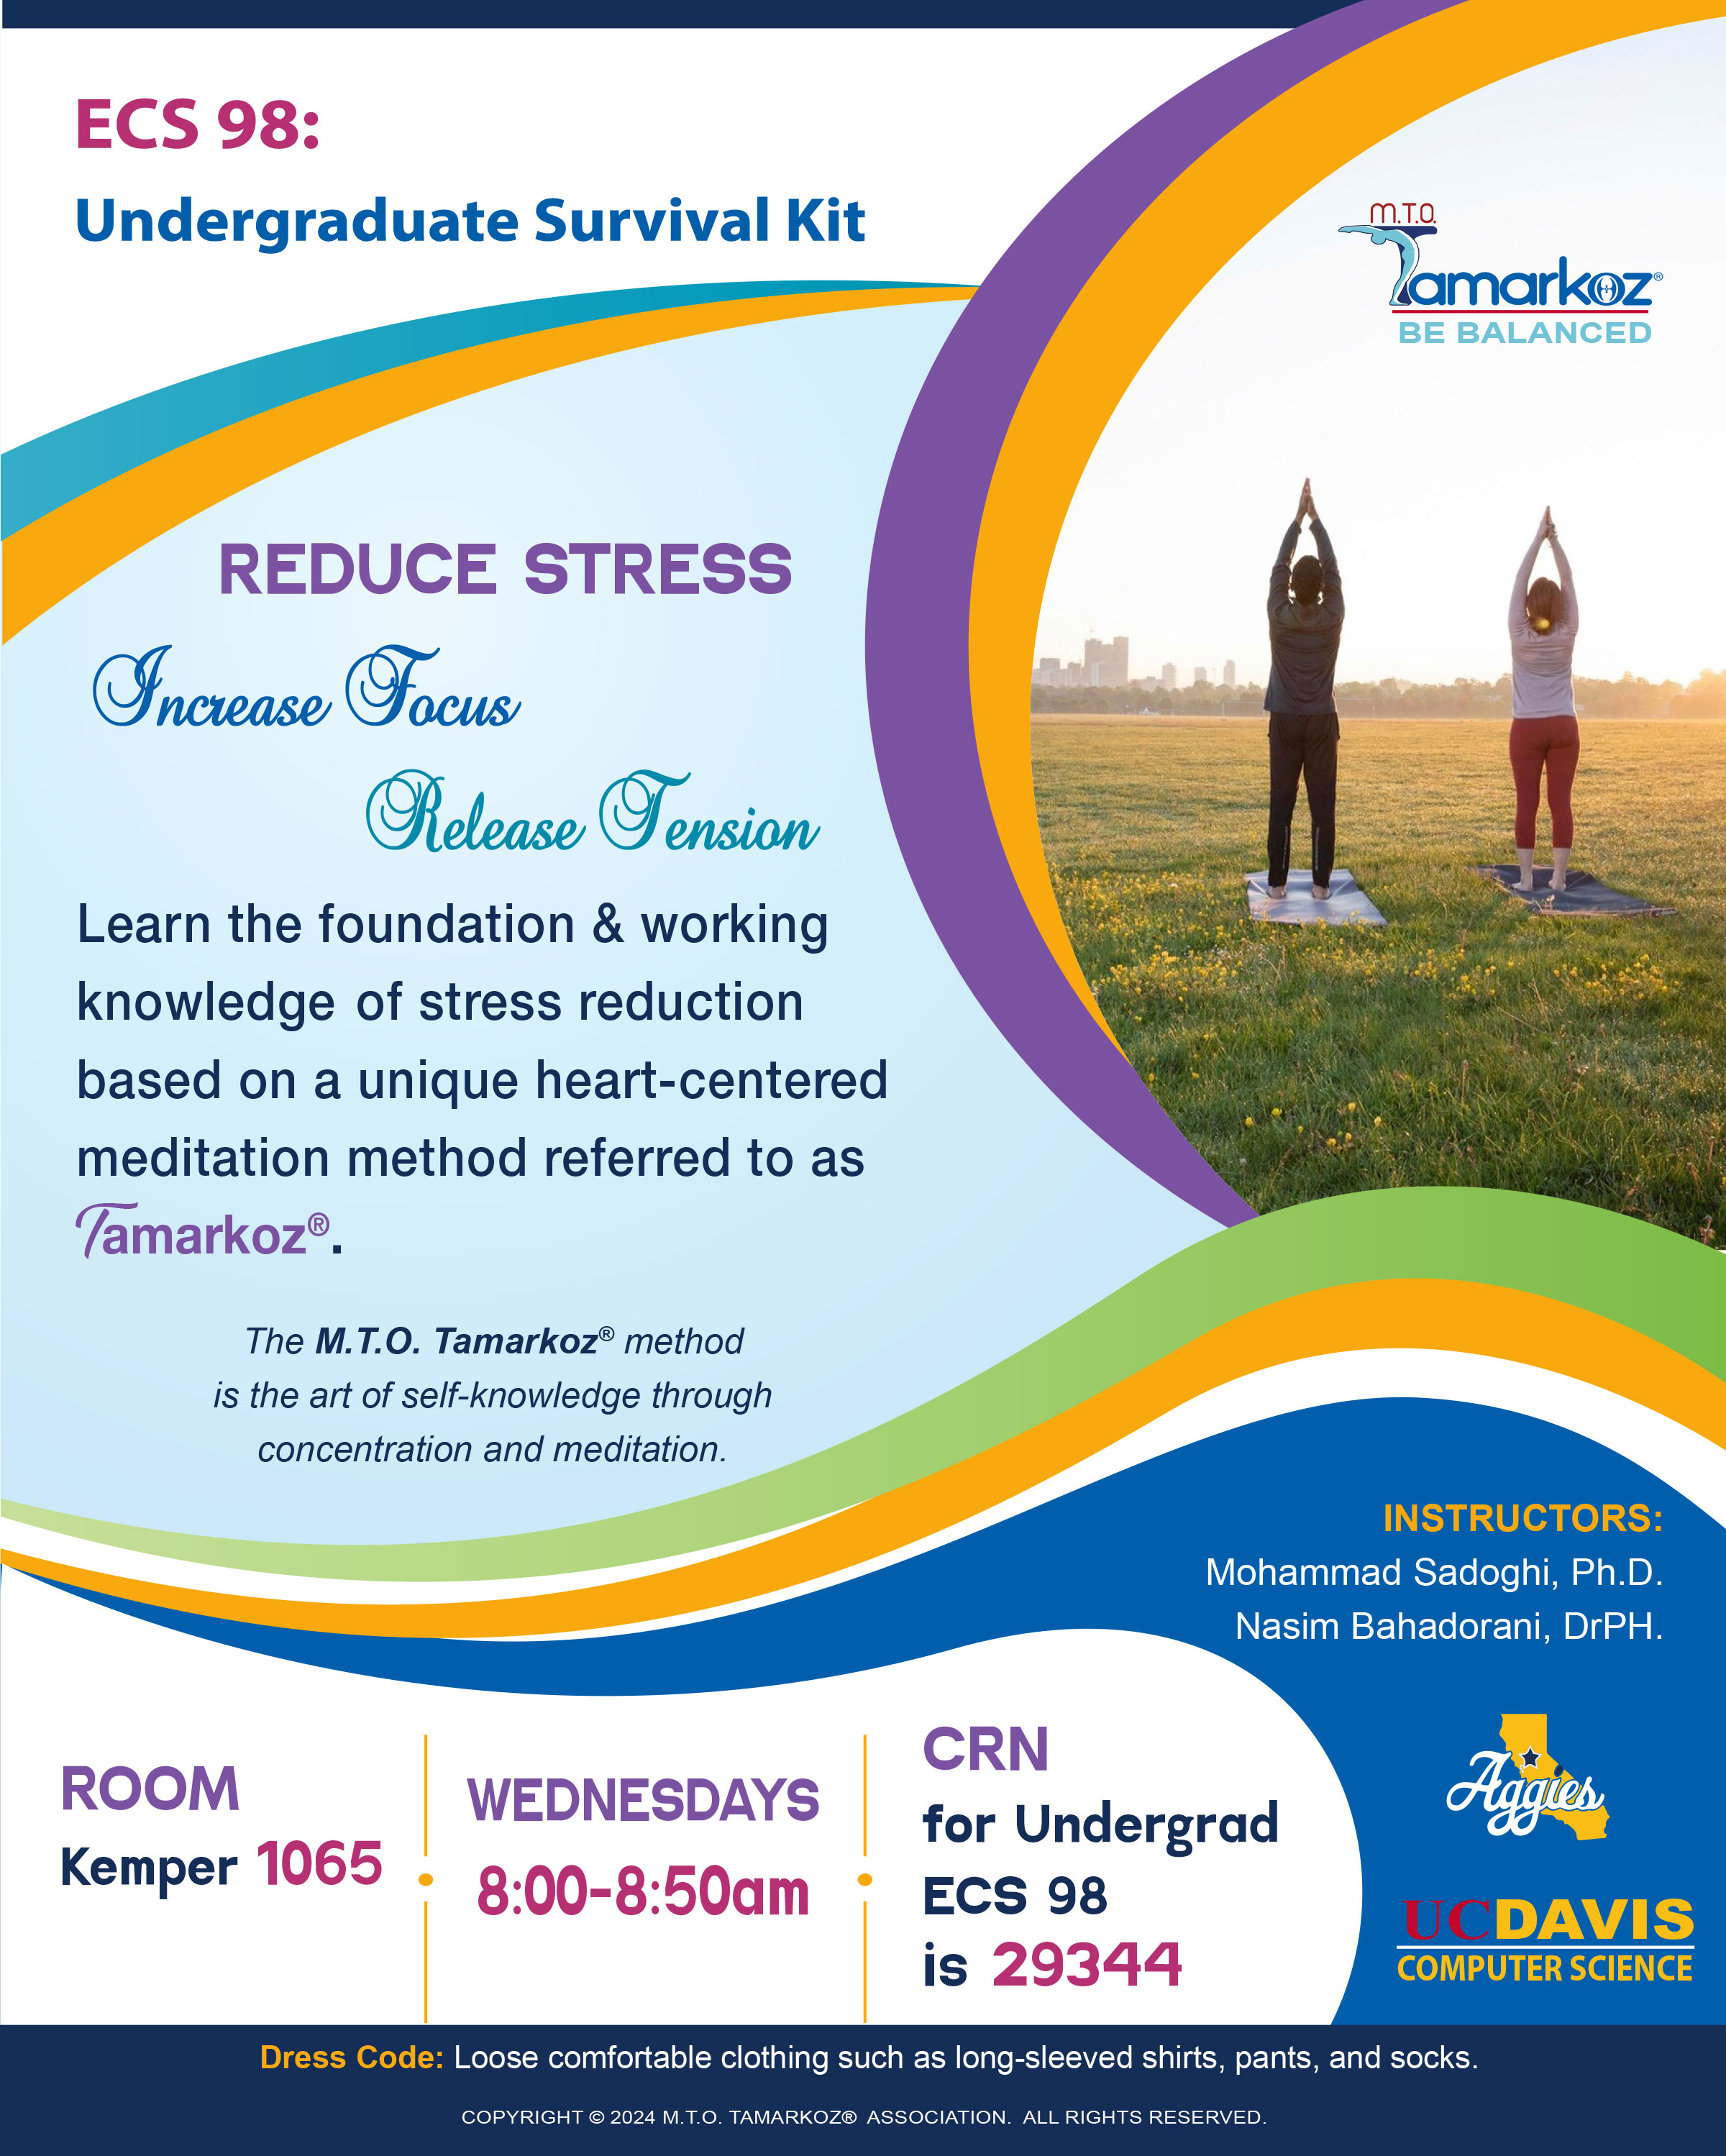 ECS 98:
Undergraduate Survival Kit
M.T.O.
Tamarkoz®
BE BALANCED
REDUCE STRESS
Increase Focus
Release Tension
Learn the foundation & working
knowledge of stress reduction
based on a unique heart-centered
meditation method referred to as
Tamarkoz®.
The M.T.O. Tamarkoz® method
is the art of self-knowledge through
concentration and meditation.
INSTRUCTORS:
Mohammad Sadoghi, Ph.D.
Nasim Bahadorani, DrPH.
ROOM
Kemper 1065
WEDNESDAYS
8:00-8:50am
CRN
for Undergrad
ECS 98
is 29344
Aggies
UCDAVIS
COMPUTER SCIENCE
Dress Code: Loose comfortable clothing such as long-sleeved shirts, pants, and socks.
COPYRIGHT © 2024 M.T.O. TAMARKOZ® ASSOCIATION. ALL RIGHTS RESERVED.